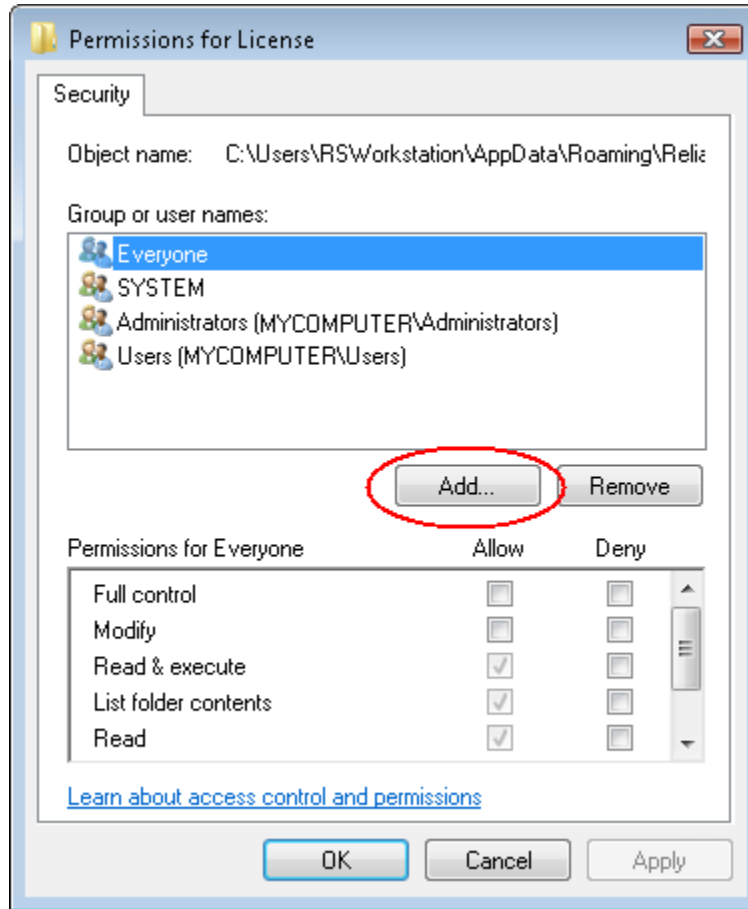 Permissions for License
Security
Object name: C:\Users\RSWorkstation\AppData\Roaming\Relia
Group or user names:
Everyone
SYSTEM
Administrators (MYCOMPUTER\Administrators)
Users (MYCOMPUTER\Users)
Add... Remove
Permissions for Everyone Allow Deny
Full control
Modify
Read & execute
List folder contents
Read
Learn about access control and permissions
OK Cancel Apply